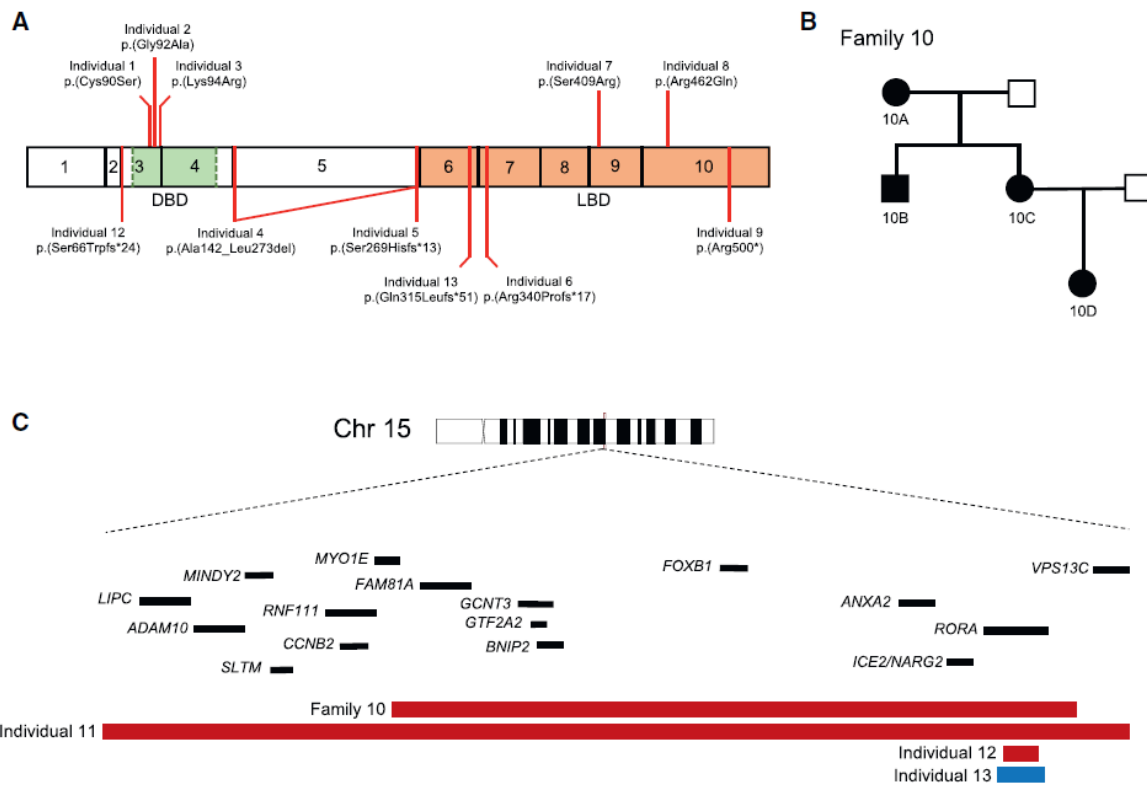 A
Individual 2
p.(Gly92Ala)
Individual 1
p.(Cys90Ser)
Individual 3
p.(Lys94Arg)
Individual 7
p.(Ser409Arg)
Individual 8
p.(Arg462Gln)
1 2 3 4 5 6 7 8 9 10
DBD LBD
Individual 12
p.(Ser66Trpfs*24)
Individual 4
p.(Ala142_Leu273del)
Individual 5
p.(Ser269Hisfs*13)
Individual 9
p.(Arg500*)
Individual 13
p.(Gln315Leufs*51)
Individual 6
p.(Arg340Profs*17)
B
Family 10
10A
10B
10C
10D
C
Chr 15
MYO1E
FOXB1
VPS13C
MINDY2
FAM81A
LIPC
RNF111
GCNT3
ANXA2
ADAM10
GTF2A2
RORA
CCNB2
BNIP2
SLTM
ICE2/NARG2
Family 10
Individual 11
Individual 12
Individual 13